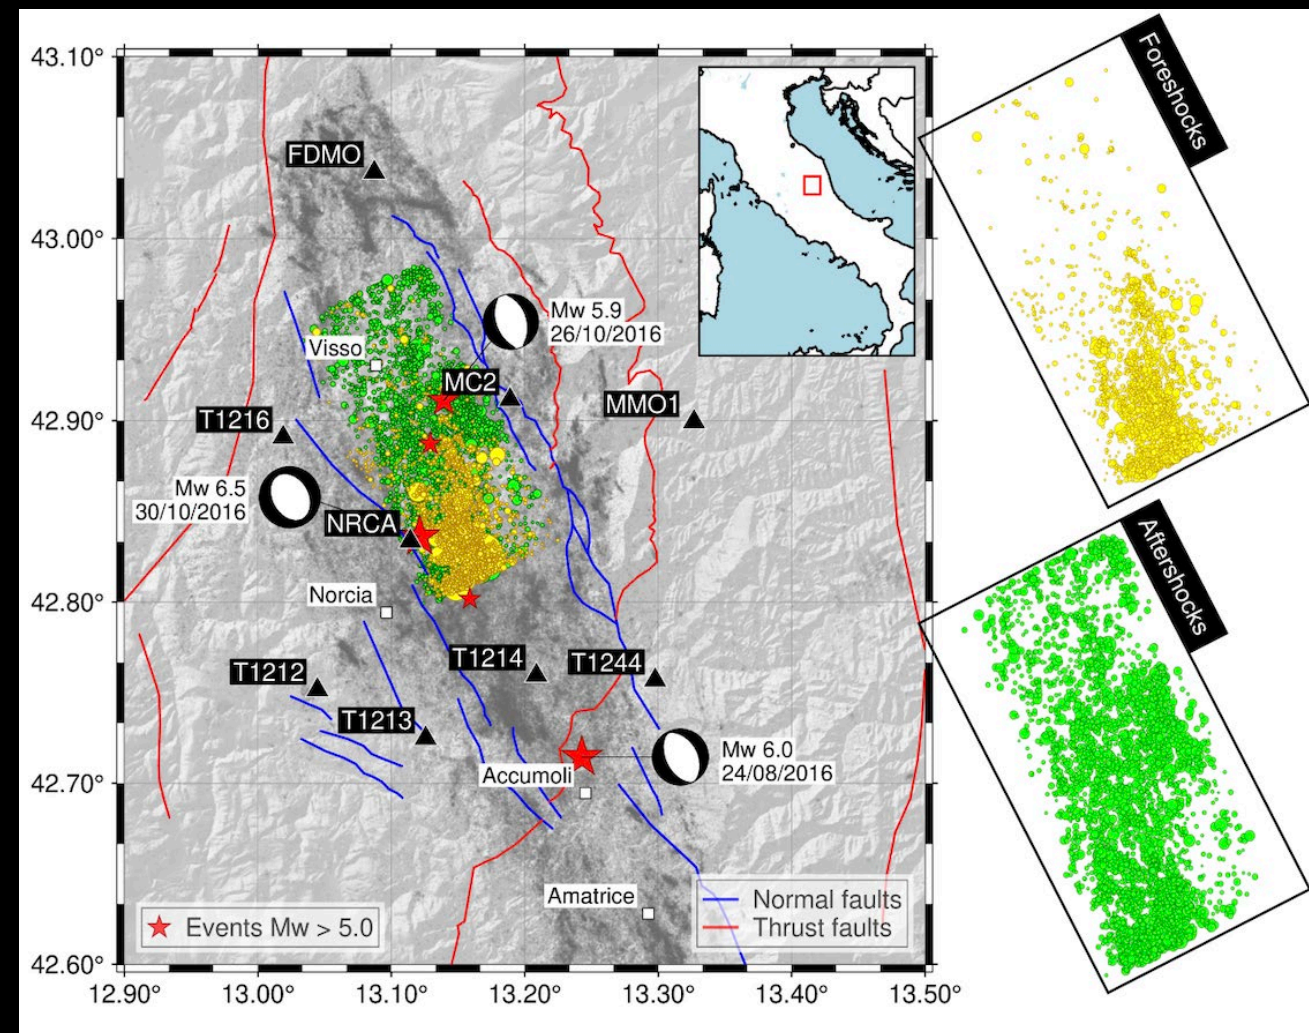 43.10°
43.00°
42.90°
42.80°
42.70°
42.60°
12.90°
13.00°
13.10°
13.20°
13.30°
13.40°
13.50°
FDMO
Mw 5.9
26/10/2016
Visso
MC2
MMO1
T1216
Mw 6.5
30/10/2016
NRCA
Norcia
T1214
T1244
T1212
T1213
Mw 6.0
24/08/2016
Accumoli
Amatrice
Events Mw > 5.0
Normal faults
Thrust faults
Foreshocks
Aftershocks